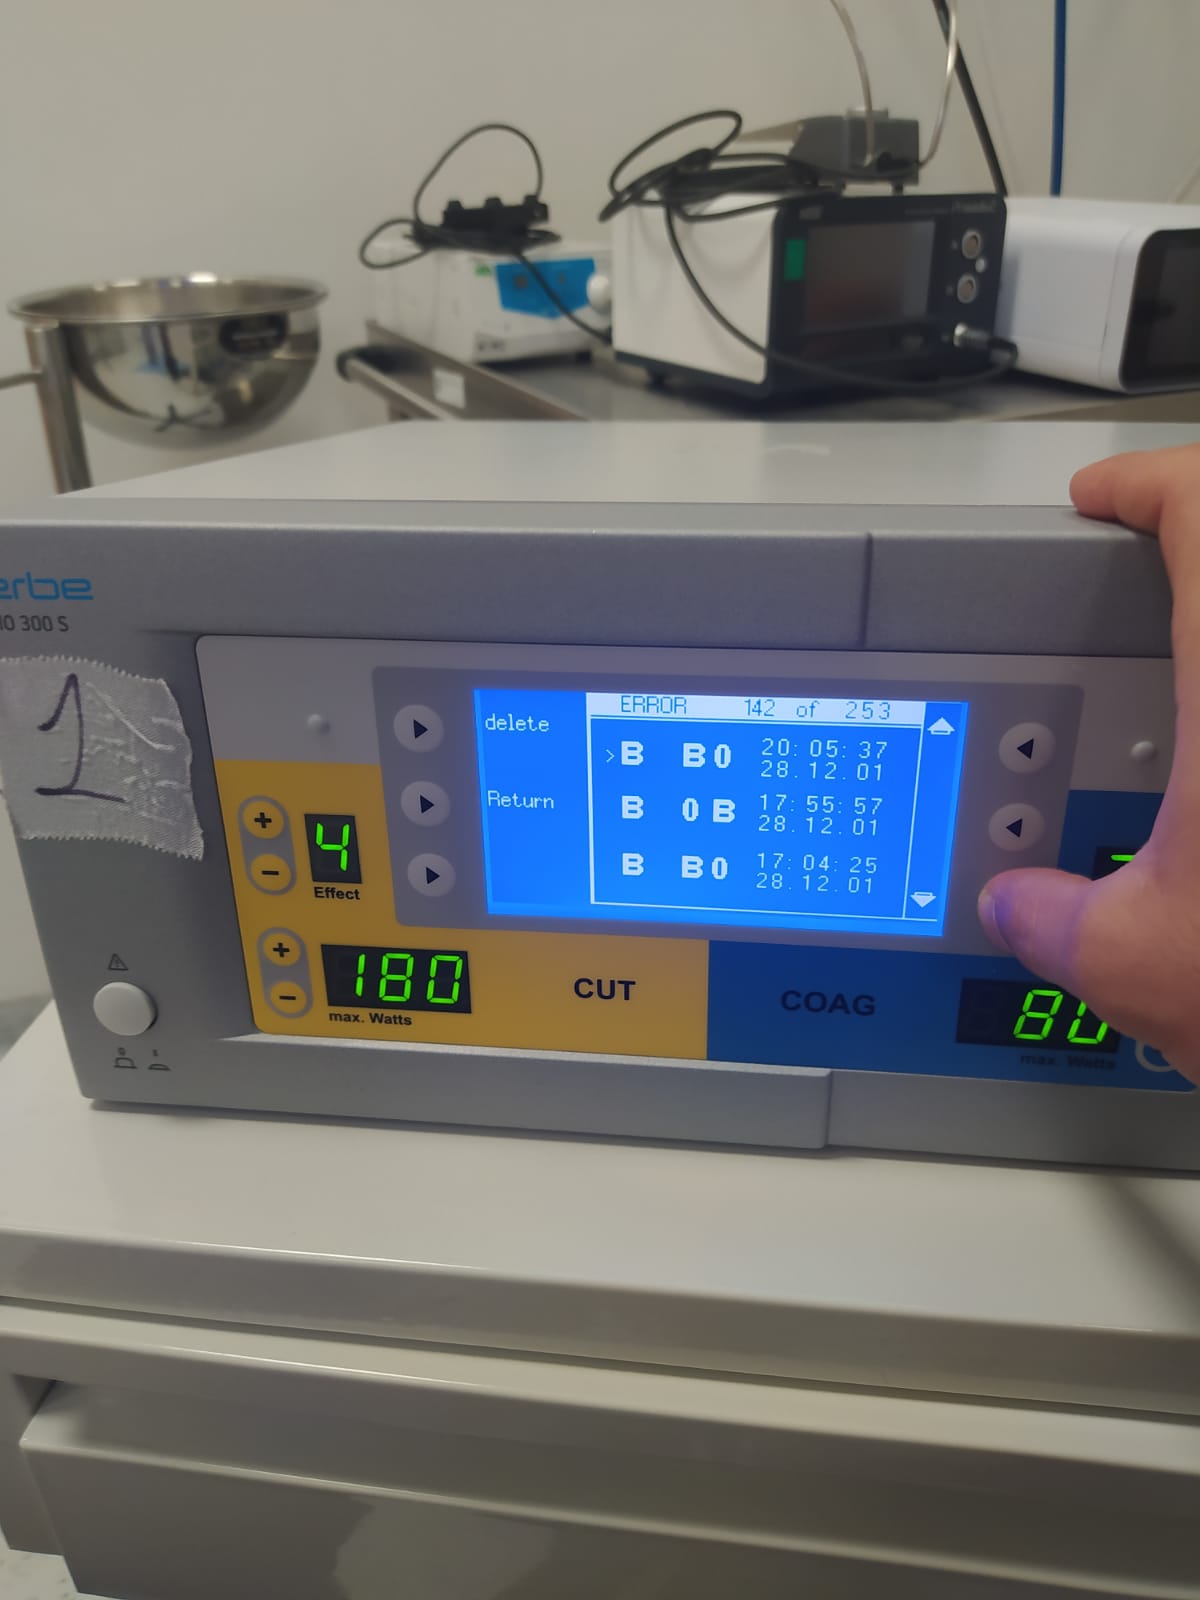 erbe
IO 300 S
1
delete
Return
ERROR 142 of 253
>B B0 20:05:37
28.12.01
B 0B 17:55:57
28.12.01
B B0 17:04:25
28.12.01
+
4
−
Effect
+
180
−
max. Watts
CUT
COAG
80
max. Watts